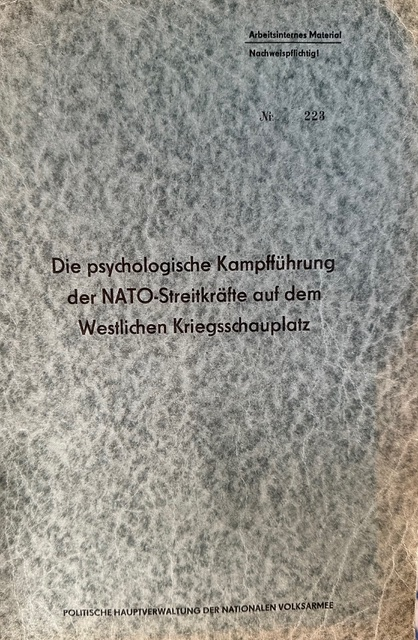 Arbeitsinternes Material
Nachweispflichtig!
Nr. 223
Die psychologische Kampfführung
der NATO-Streitkräfte auf dem
Westlichen Kriegsschauplatz
POLITISCHE HAUPTVERWALTUNG DER NATIONALEN VOLKSARMEE